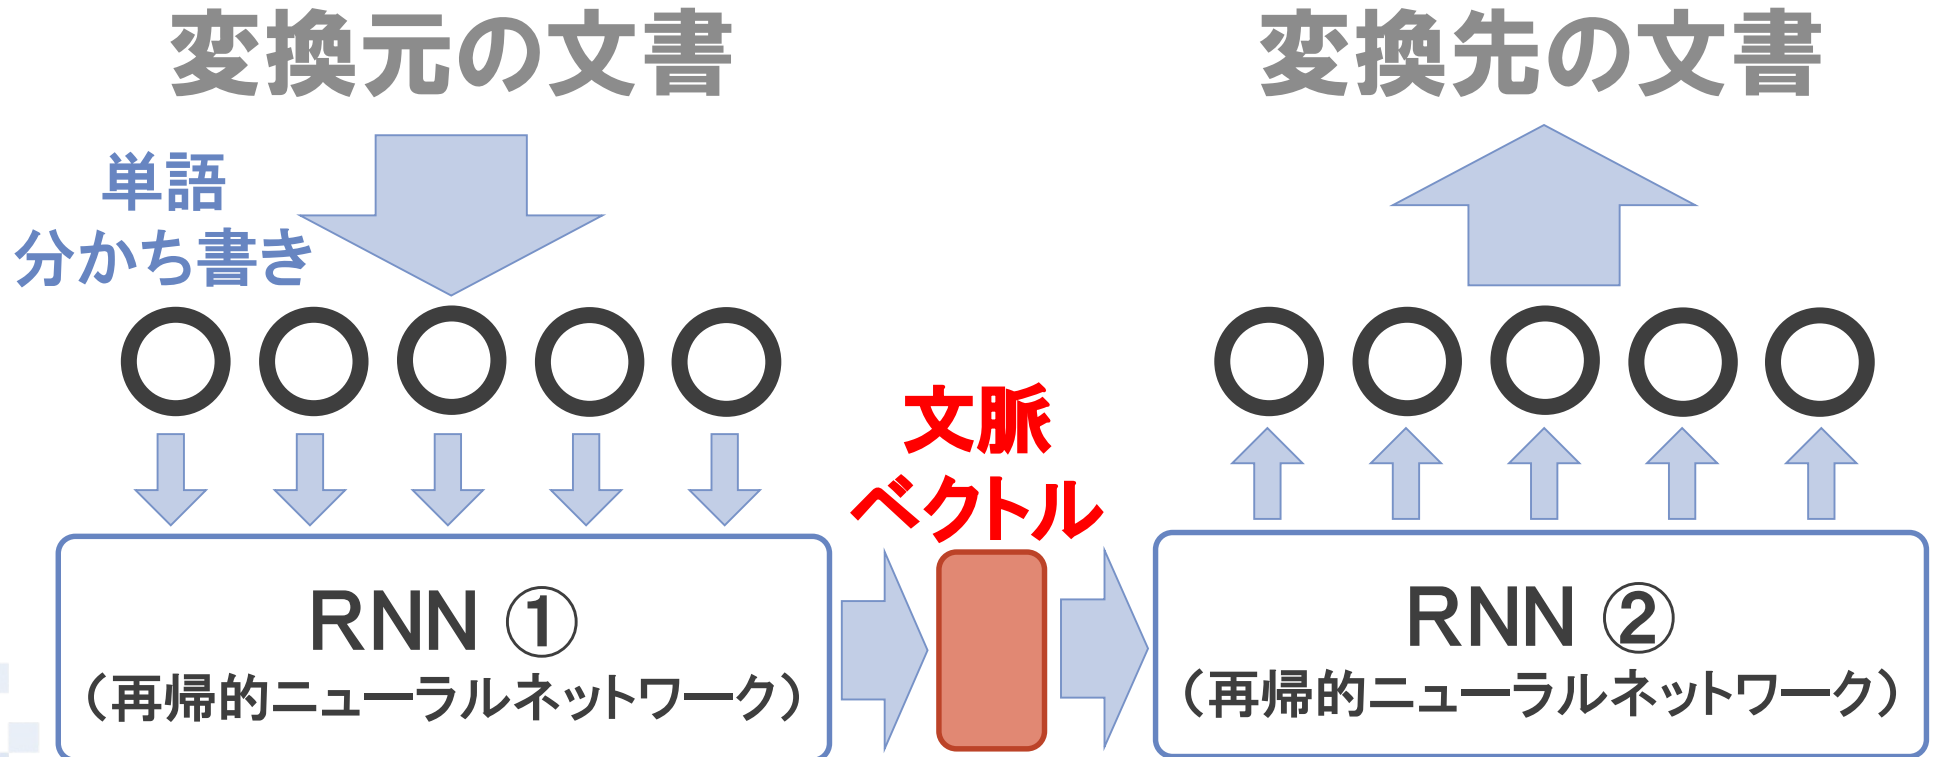 変換元の文書
変換先の文書
単語
分かち書き
文脈
ベクトル
RNN ①
（再帰的ニューラルネットワーク）
RNN ②
（再帰的ニューラルネットワーク）